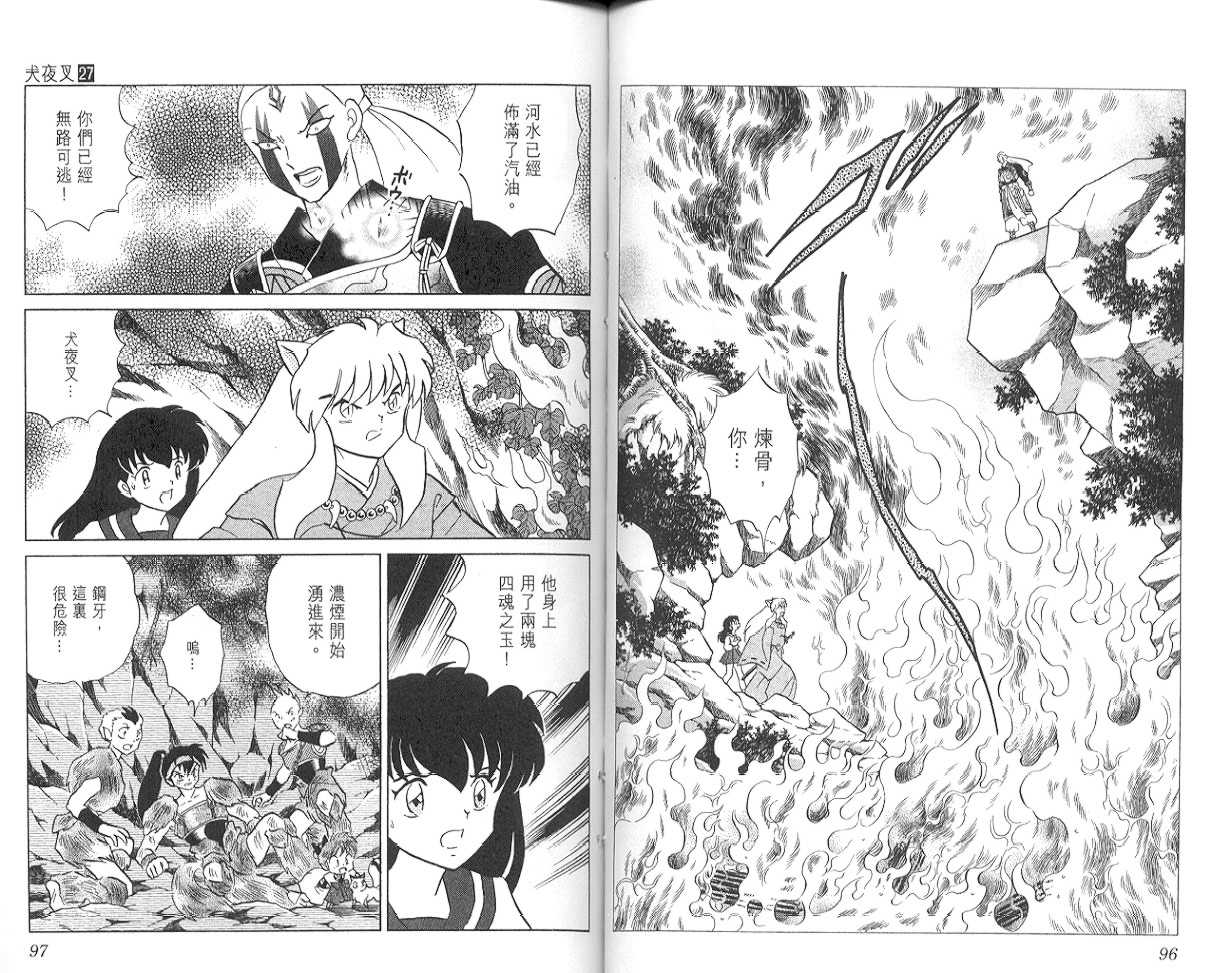 煉骨，
你…
96
犬夜叉 27
河水已經
佈滿了汽油。
ボウ…
你們已經
無路可逃！
犬夜叉…
他身上
用了兩塊
四魂之玉！
濃煙開始
湧進來。
嗚…
鋼牙，
這裏
很危險…
97